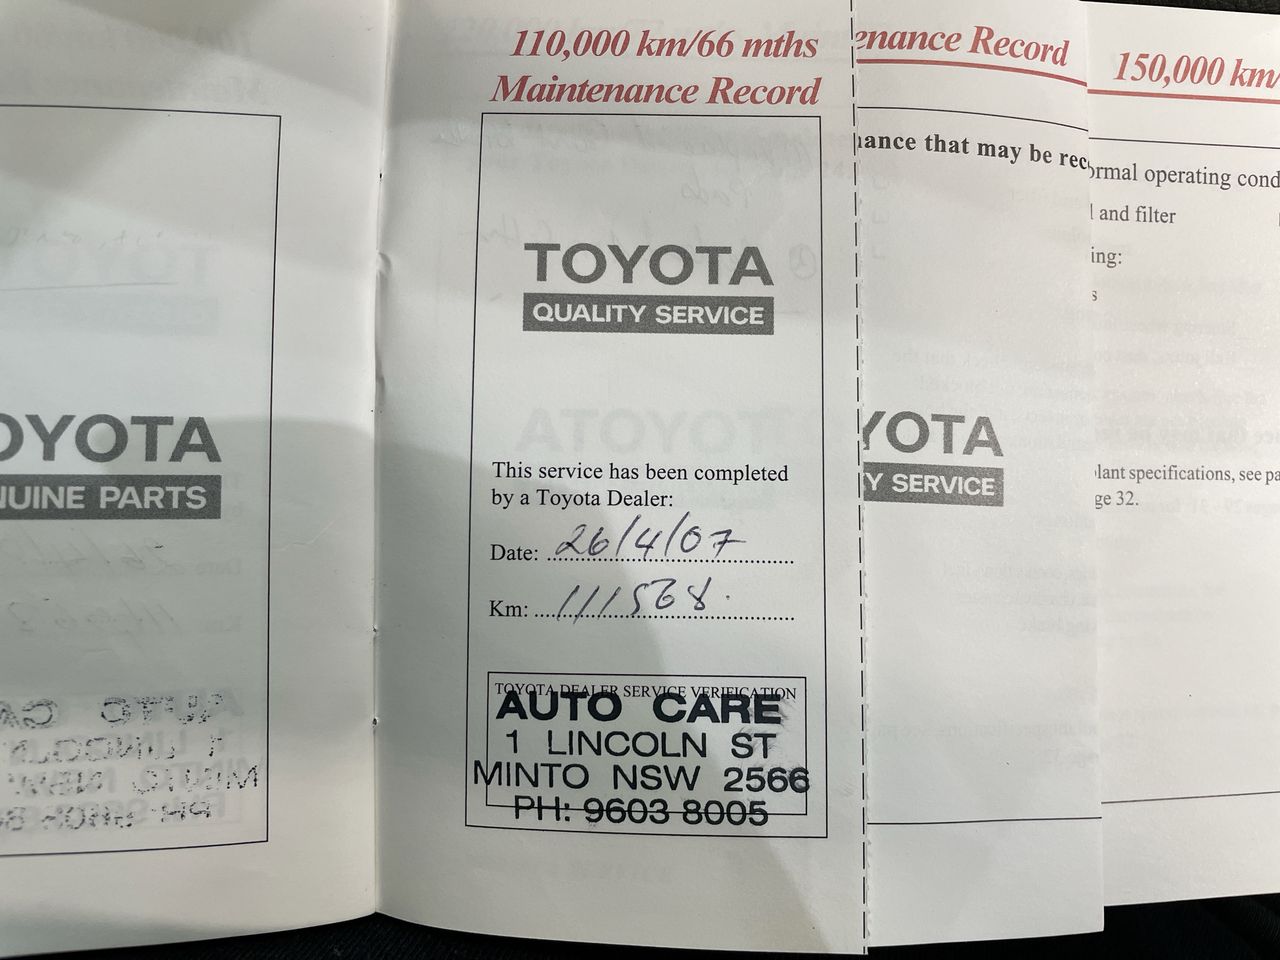 OYOTA
NUINE PARTS
110,000 km/66 mths
Maintenance Record
TOYOTA
QUALITY SERVICE
This service has been completed
by a Toyota Dealer:
Date: 26/4/07
Km: 111568.
TOYOTA DEALER SERVICE VERIFICATION
AUTO CARE
1 LINCOLN ST
MINTO NSW 2566
PH: 9603 8005
enance Record
nance that may be rec
YOTA
Y SERVICE
150,000 km/
ormal operating cond
l and filter
ing:
s
lant specifications, see pa
ge 32.